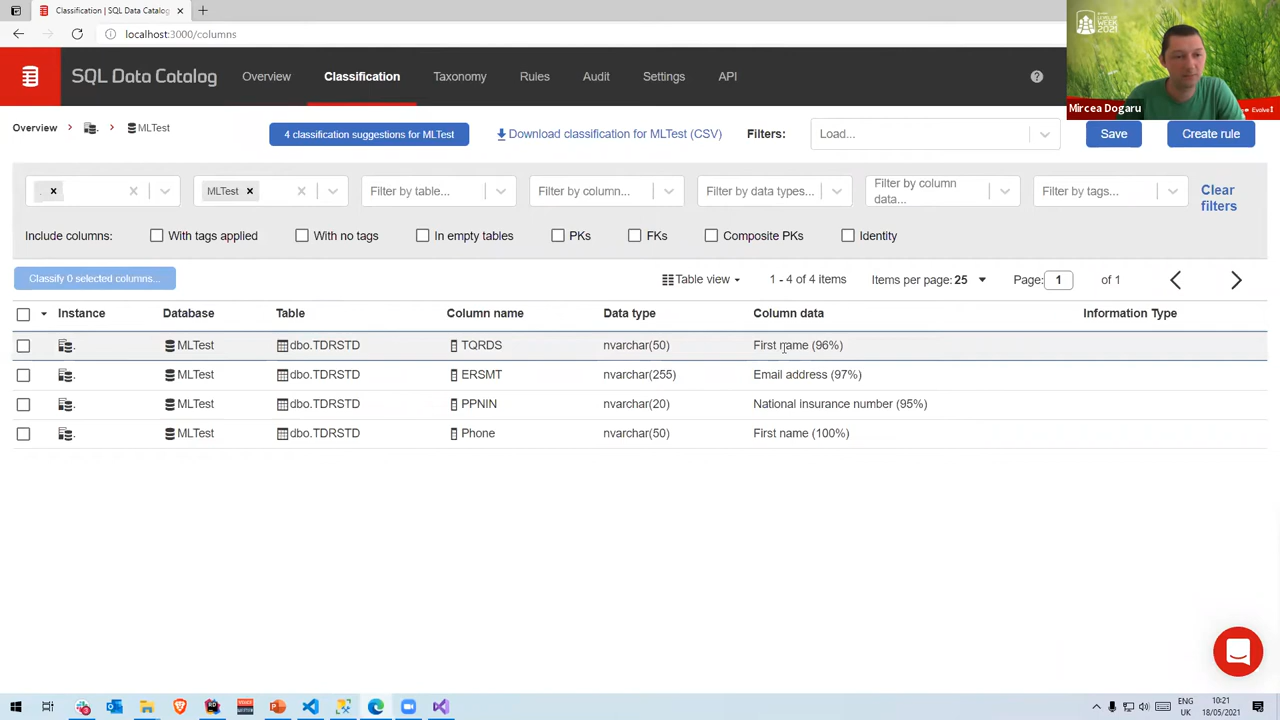 Classification | SQL Data Catalog
localhost:3000/columns
WEEK
2021
Mircea Dogaru
SQL Data Catalog
Overview
Classification
Taxonomy
Rules
Audit
Settings
API
Overview
MLTest
4 classification suggestions for MLTest
Download classification for MLTest (CSV)
Filters:
Load...
Save
Create rule
MLTest
Filter by table...
Filter by column...
Filter by data types...
Filter by column data...
Filter by tags...
Clear filters
Include columns:
With tags applied
With no tags
In empty tables
PKs
FKs
Composite PKs
Identity
Classify 0 selected columns...
Table view
1 - 4 of 4 items
Items per page: 25
Page: 1 of 1
Instance Database Table Column name Data type Column data Information Type
. MLTest dbo.TDRSTD TQRDS nvarchar(50) First name (96%)
. MLTest dbo.TDRSTD ERSMT nvarchar(255) Email address (97%)
. MLTest dbo.TDRSTD PPNIN nvarchar(20) National insurance number (95%)
. MLTest dbo.TDRSTD Phone nvarchar(50) First name (100%)
ENG
UK
10:21
18/05/2021